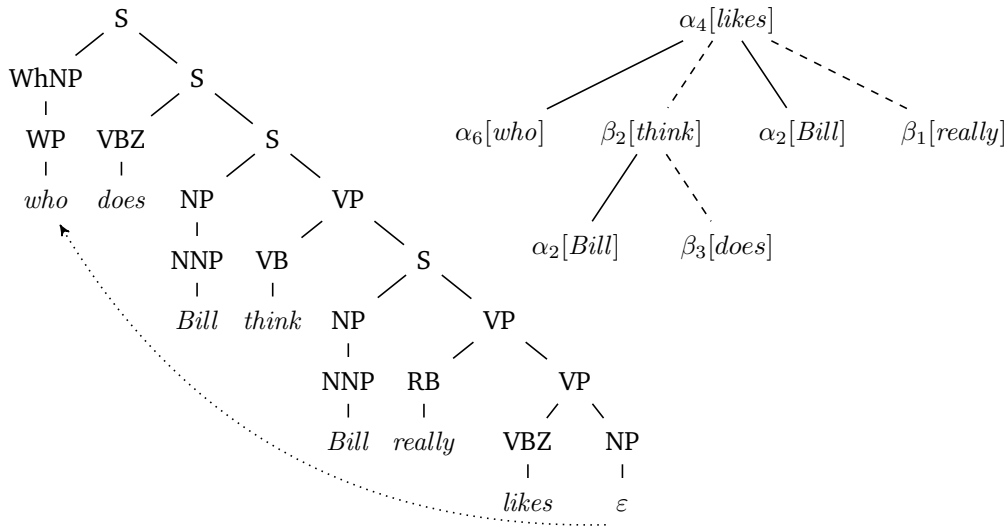 S α₄[likes]
WhNP S
WP VBZ S α₆[who] β₂[think] α₂[Bill] β₁[really]
who does NP VP
NNP VB S α₂[Bill] β₃[does]
Bill think NP VP
NNP RB VP
Bill really VBZ NP
likes ε